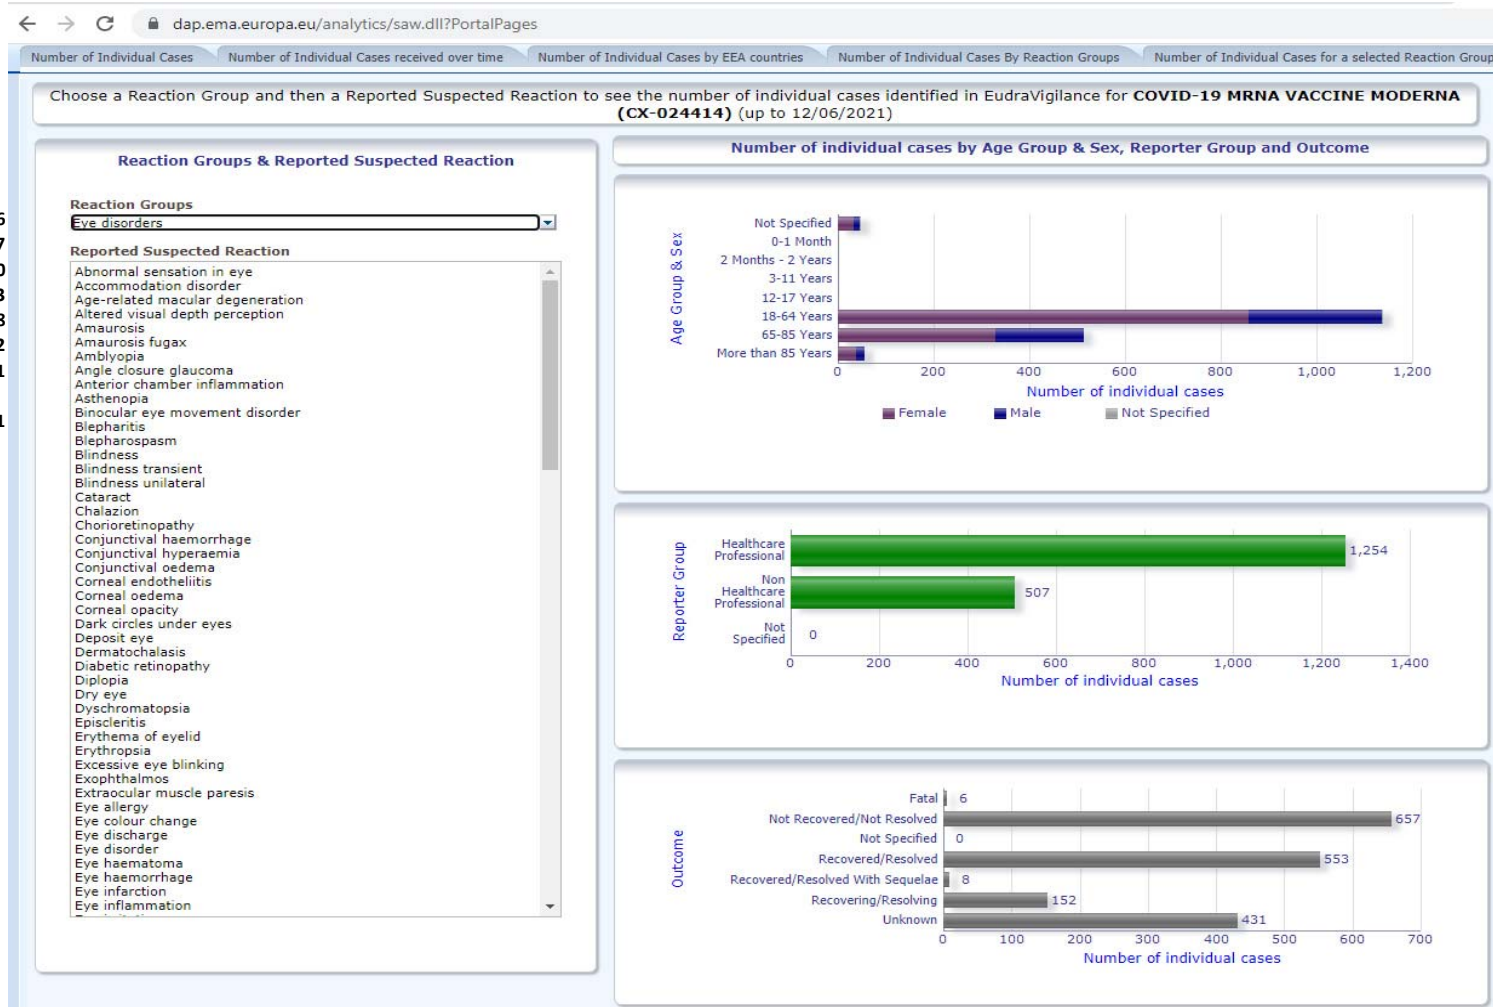 dap.ema.europa.eu/analytics/saw.dll?PortalPages
Number of Individual Cases
Number of Individual Cases received over time
Number of Individual Cases by EEA countries
Number of Individual Cases By Reaction Groups
Number of Individual Cases for a selected Reaction Group
Choose a Reaction Group and then a Reported Suspected Reaction to see the number of individual cases identified in EudraVigilance for COVID-19 MRNA VACCINE MODERNA
(CX-024414) (up to 12/06/2021)
Reaction Groups & Reported Suspected Reaction
Reaction Groups
Eye disorders
Reported Suspected Reaction
Abnormal sensation in eye
Accommodation disorder
Age-related macular degeneration
Altered visual depth perception
Amaurosis
Amaurosis fugax
Amblyopia
Angle closure glaucoma
Anterior chamber inflammation
Asthenopia
Binocular eye movement disorder
Blepharitis
Blepharospasm
Blindness
Blindness transient
Blindness unilateral
Cataract
Chalazion
Chorioretinopathy
Conjunctival haemorrhage
Conjunctival hyperaemia
Conjunctival oedema
Corneal endotheliitis
Corneal oedema
Corneal opacity
Dark circles under eyes
Deposit eye
Dermatochalasis
Diabetic retinopathy
Diplopia
Dry eye
Dyschromatopsia
Episcleritis
Erythema of eyelid
Erythropsia
Excessive eye blinking
Exophthalmos
Extraocular muscle paresis
Eye allergy
Eye colour change
Eye discharge
Eye disorder
Eye haematoma
Eye haemorrhage
Eye infarction
Eye inflammation
Number of individual cases by Age Group & Sex, Reporter Group and Outcome
Age Group & Sex
Not Specified
0-1 Month
2 Months - 2 Years
3-11 Years
12-17 Years
18-64 Years
65-85 Years
More than 85 Years
0 200 400 600 800 1,000 1,200
Number of individual cases
Female Male Not Specified
Reporter Group
Healthcare
Professional
1,254
Non
Healthcare
Professional
507
Not
Specified
0
0 200 400 600 800 1,000 1,200 1,400
Number of individual cases
Outcome
Fatal 6
Not Recovered/Not Resolved 657
Not Specified 0
Recovered/Resolved 553
Recovered/Resolved With Sequelae 8
Recovering/Resolving 152
Unknown 431
0 100 200 300 400 500 600 700
Number of individual cases